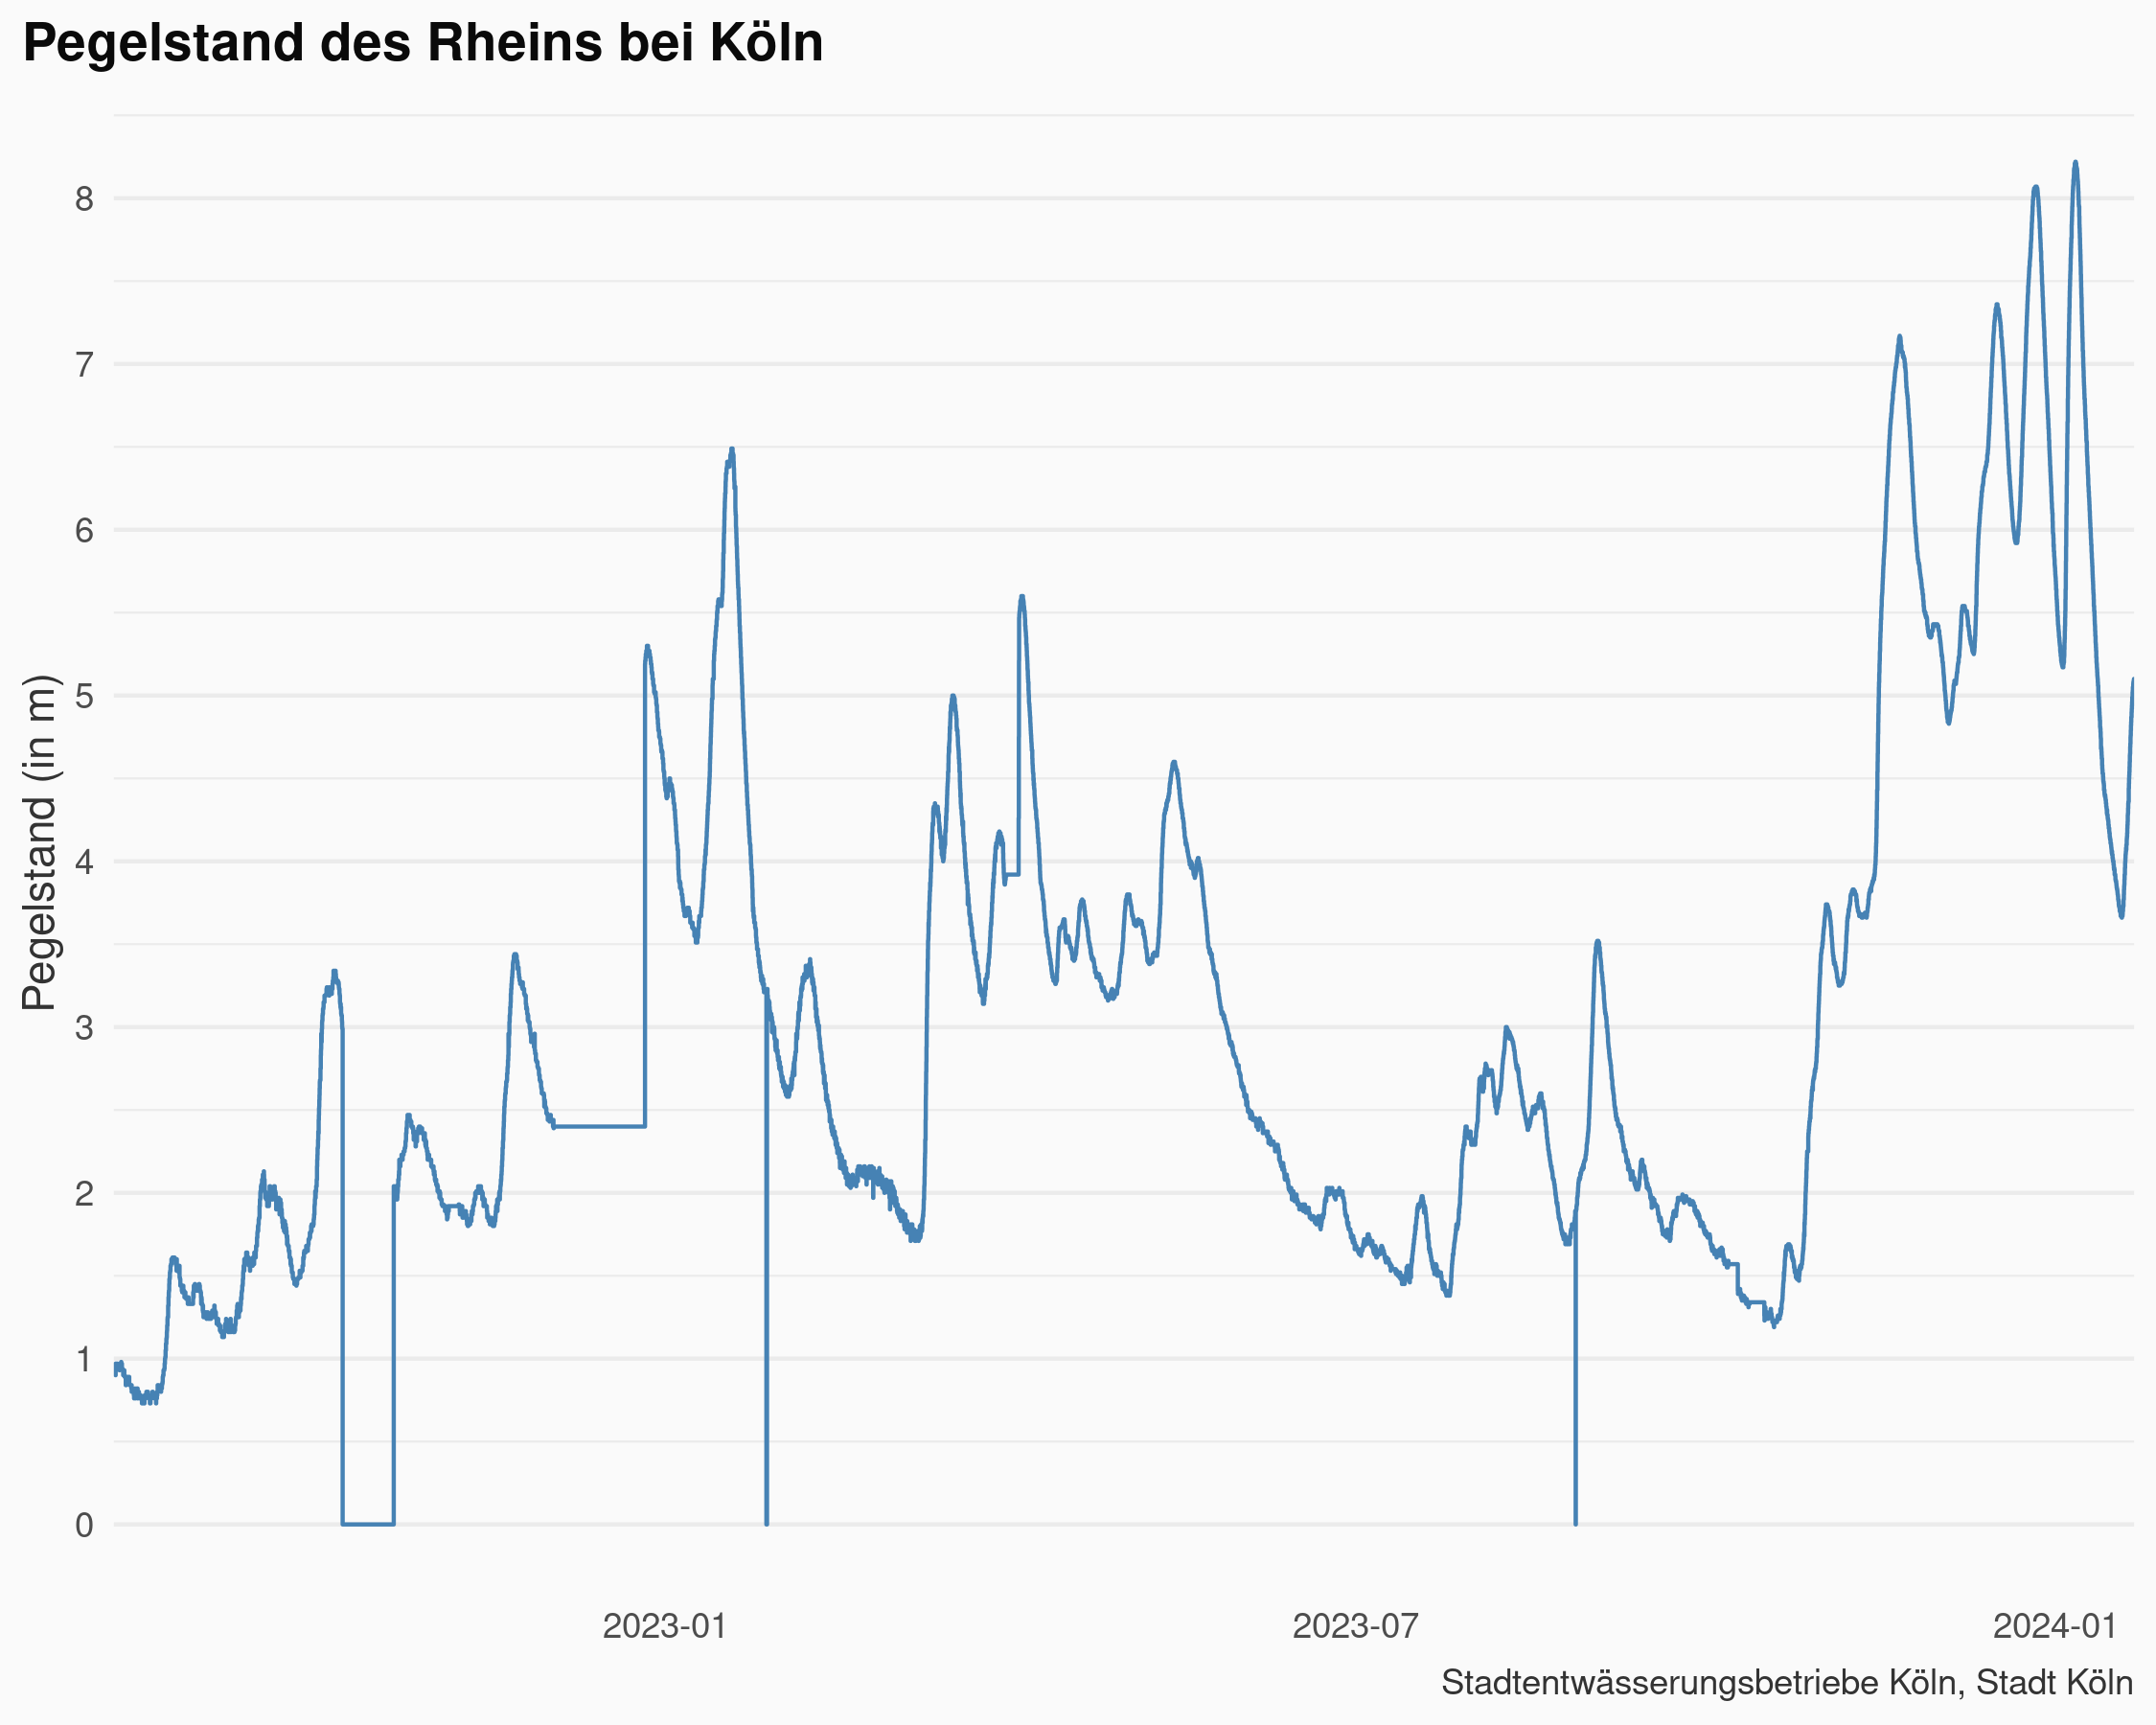 Pegelstand des Rheins bei Köln
Pegelstand (in m)
8
7
6
5
4
3
2
1
0
2023-01 2023-07 2024-01
Stadtentwässerungsbetriebe Köln, Stadt Köln